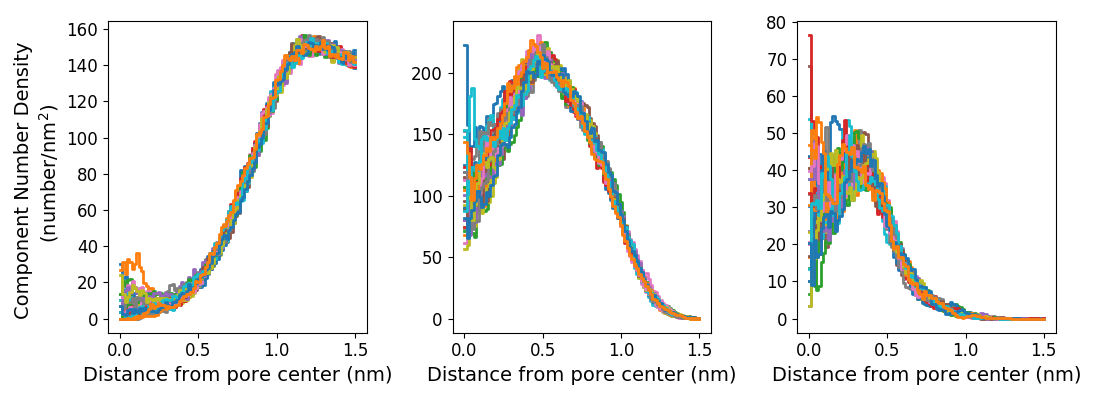 Component Number Density
(number/nm²)
160
140
120
100
80
60
40
20
0
0.0 0.5 1.0 1.5
Distance from pore center (nm)
200
150
100
50
0
0.0 0.5 1.0 1.5
Distance from pore center (nm)
80
70
60
50
40
30
20
10
0
0.0 0.5 1.0 1.5
Distance from pore center (nm)